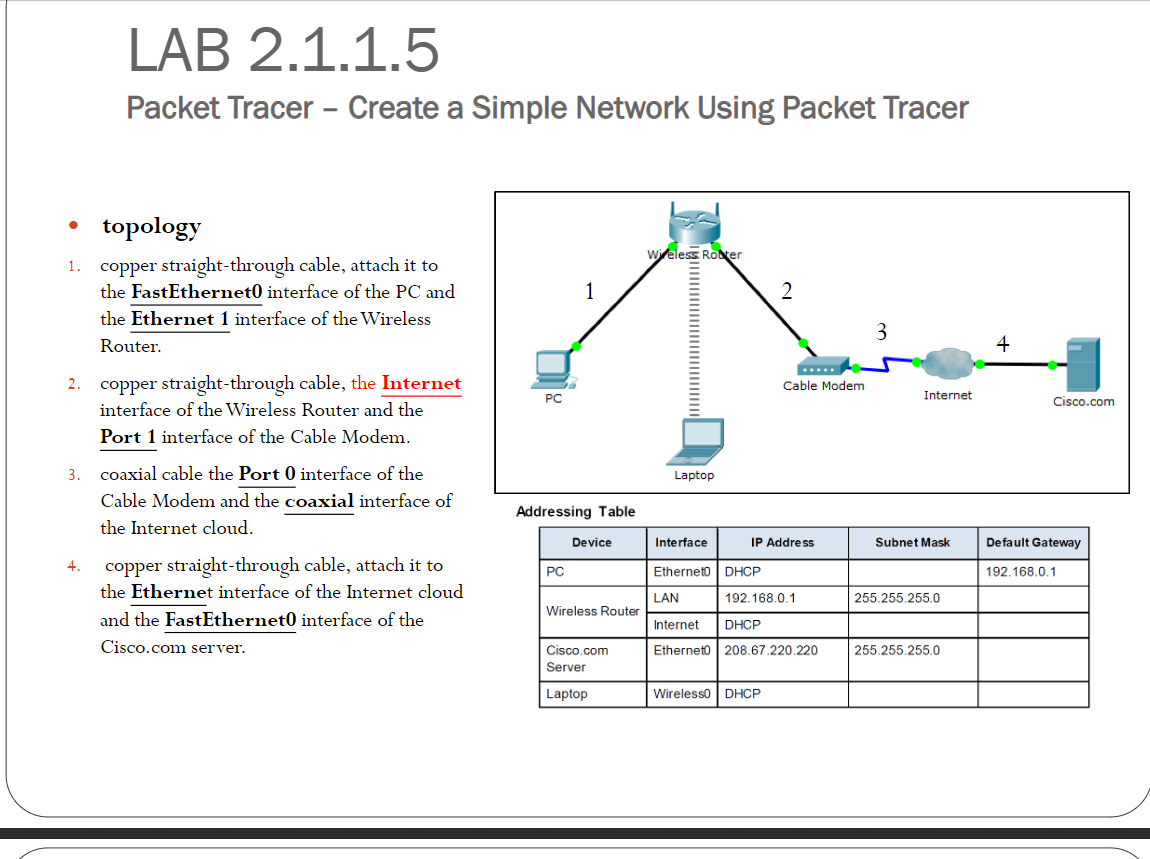 LAB 2.1.1.5
Packet Tracer – Create a Simple Network Using Packet Tracer
• topology
1. copper straight-through cable, attach it to
the FastEthernet0 interface of the PC and
the Ethernet 1 interface of the Wireless
Router.
2. copper straight-through cable, the Internet
interface of the Wireless Router and the
Port 1 interface of the Cable Modem.
3. coaxial cable the Port 0 interface of the
Cable Modem and the coaxial interface of
the Internet cloud.
4. copper straight-through cable, attach it to
the Ethernet interface of the Internet cloud
and the FastEthernet0 interface of the
Cisco.com server.
Wireless Router
1
2
3
4
PC
Cable Modem
Internet
Cisco.com
Laptop
Addressing Table
Device Interface IP Address Subnet Mask Default Gateway
PC Ethernet0 DHCP 192.168.0.1
Wireless Router LAN 192.168.0.1 255.255.255.0
Internet DHCP
Cisco.com Ethernet0 208.67.220.220 255.255.255.0
Server
Laptop Wireless0 DHCP